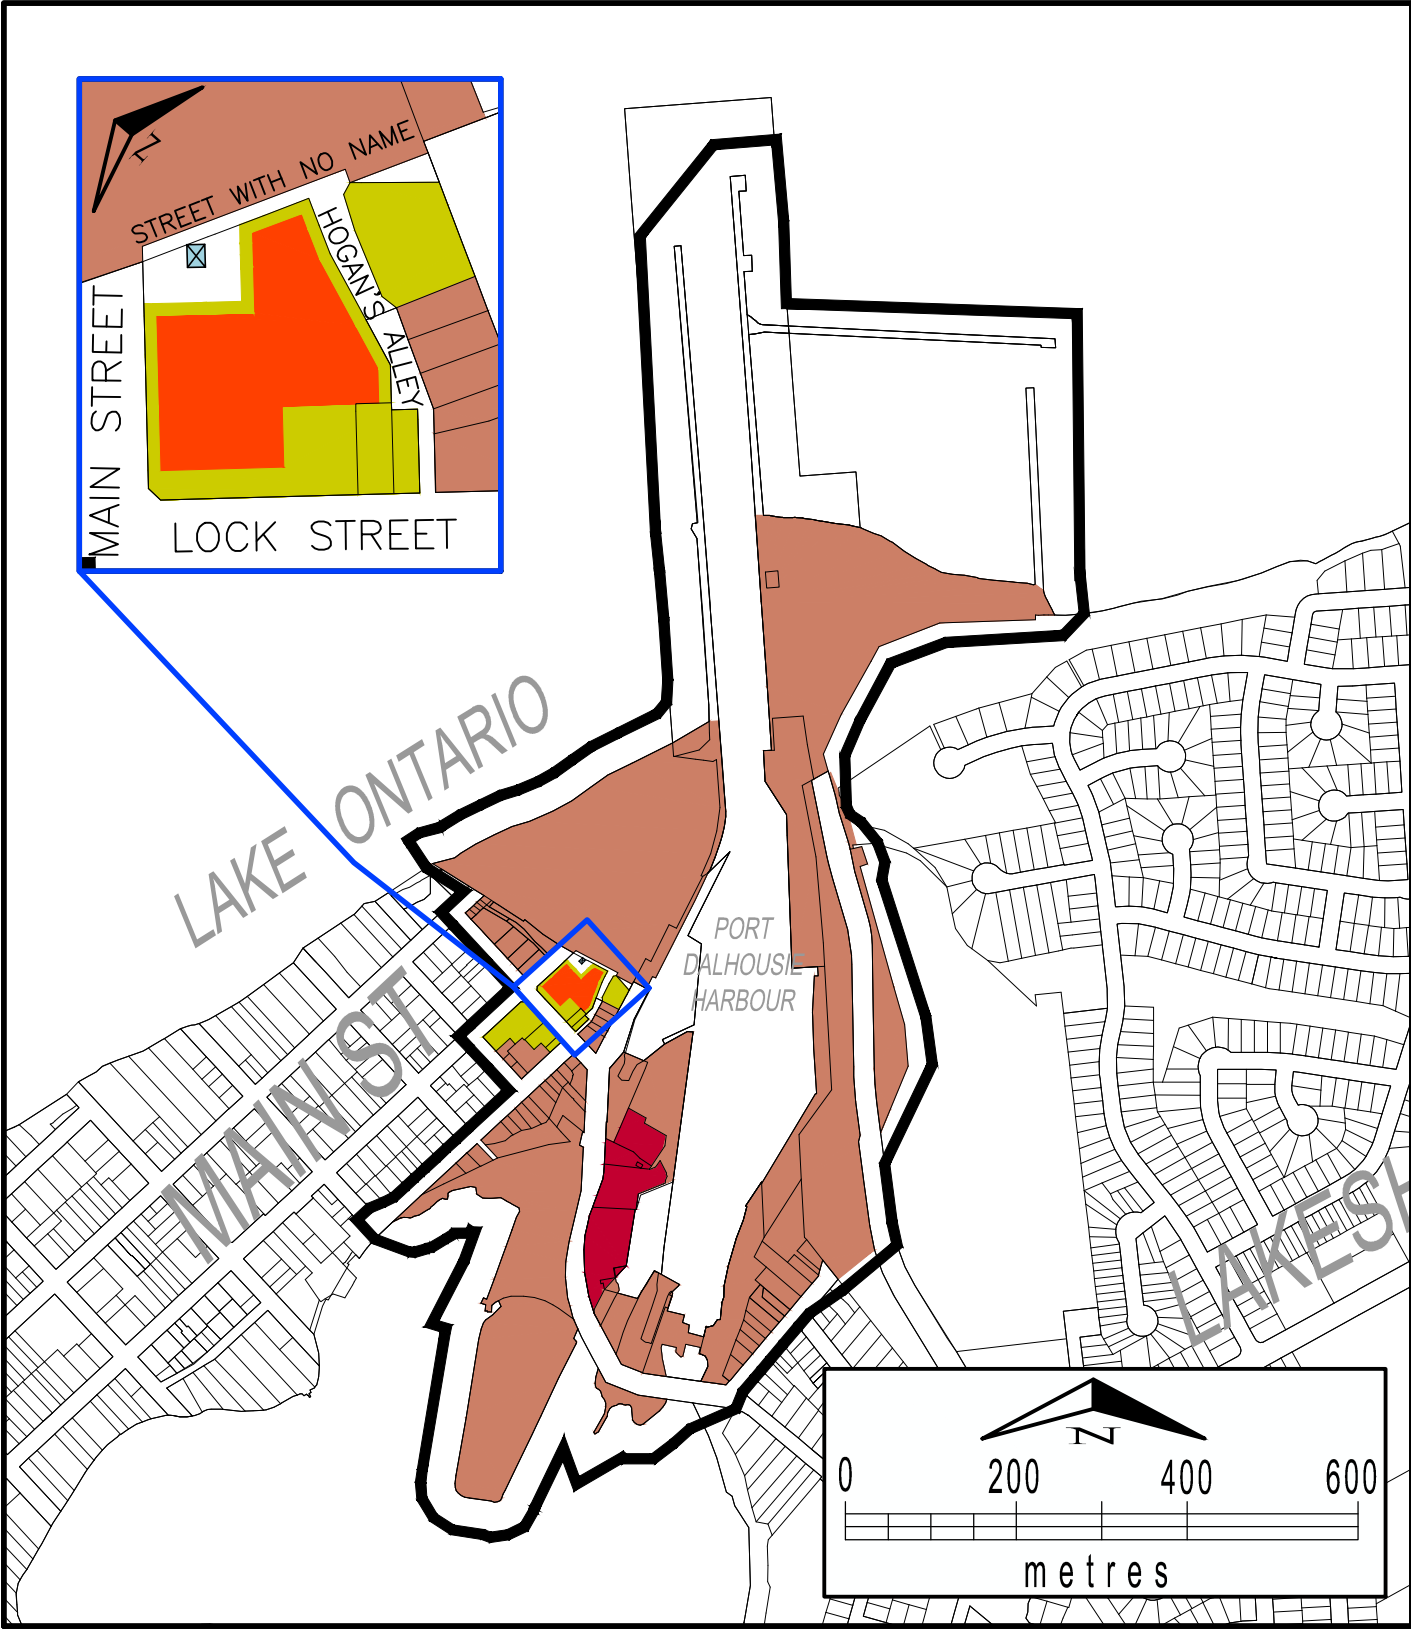 N
STREET WITH NO NAME
HOGAN'S ALLEY
MAIN STREET
LOCK STREET
LAKE ONTARIO
PORT
DALHOUSIE
HARBOUR
MAIN ST
LAKESH
N
0 200 400 600
metres